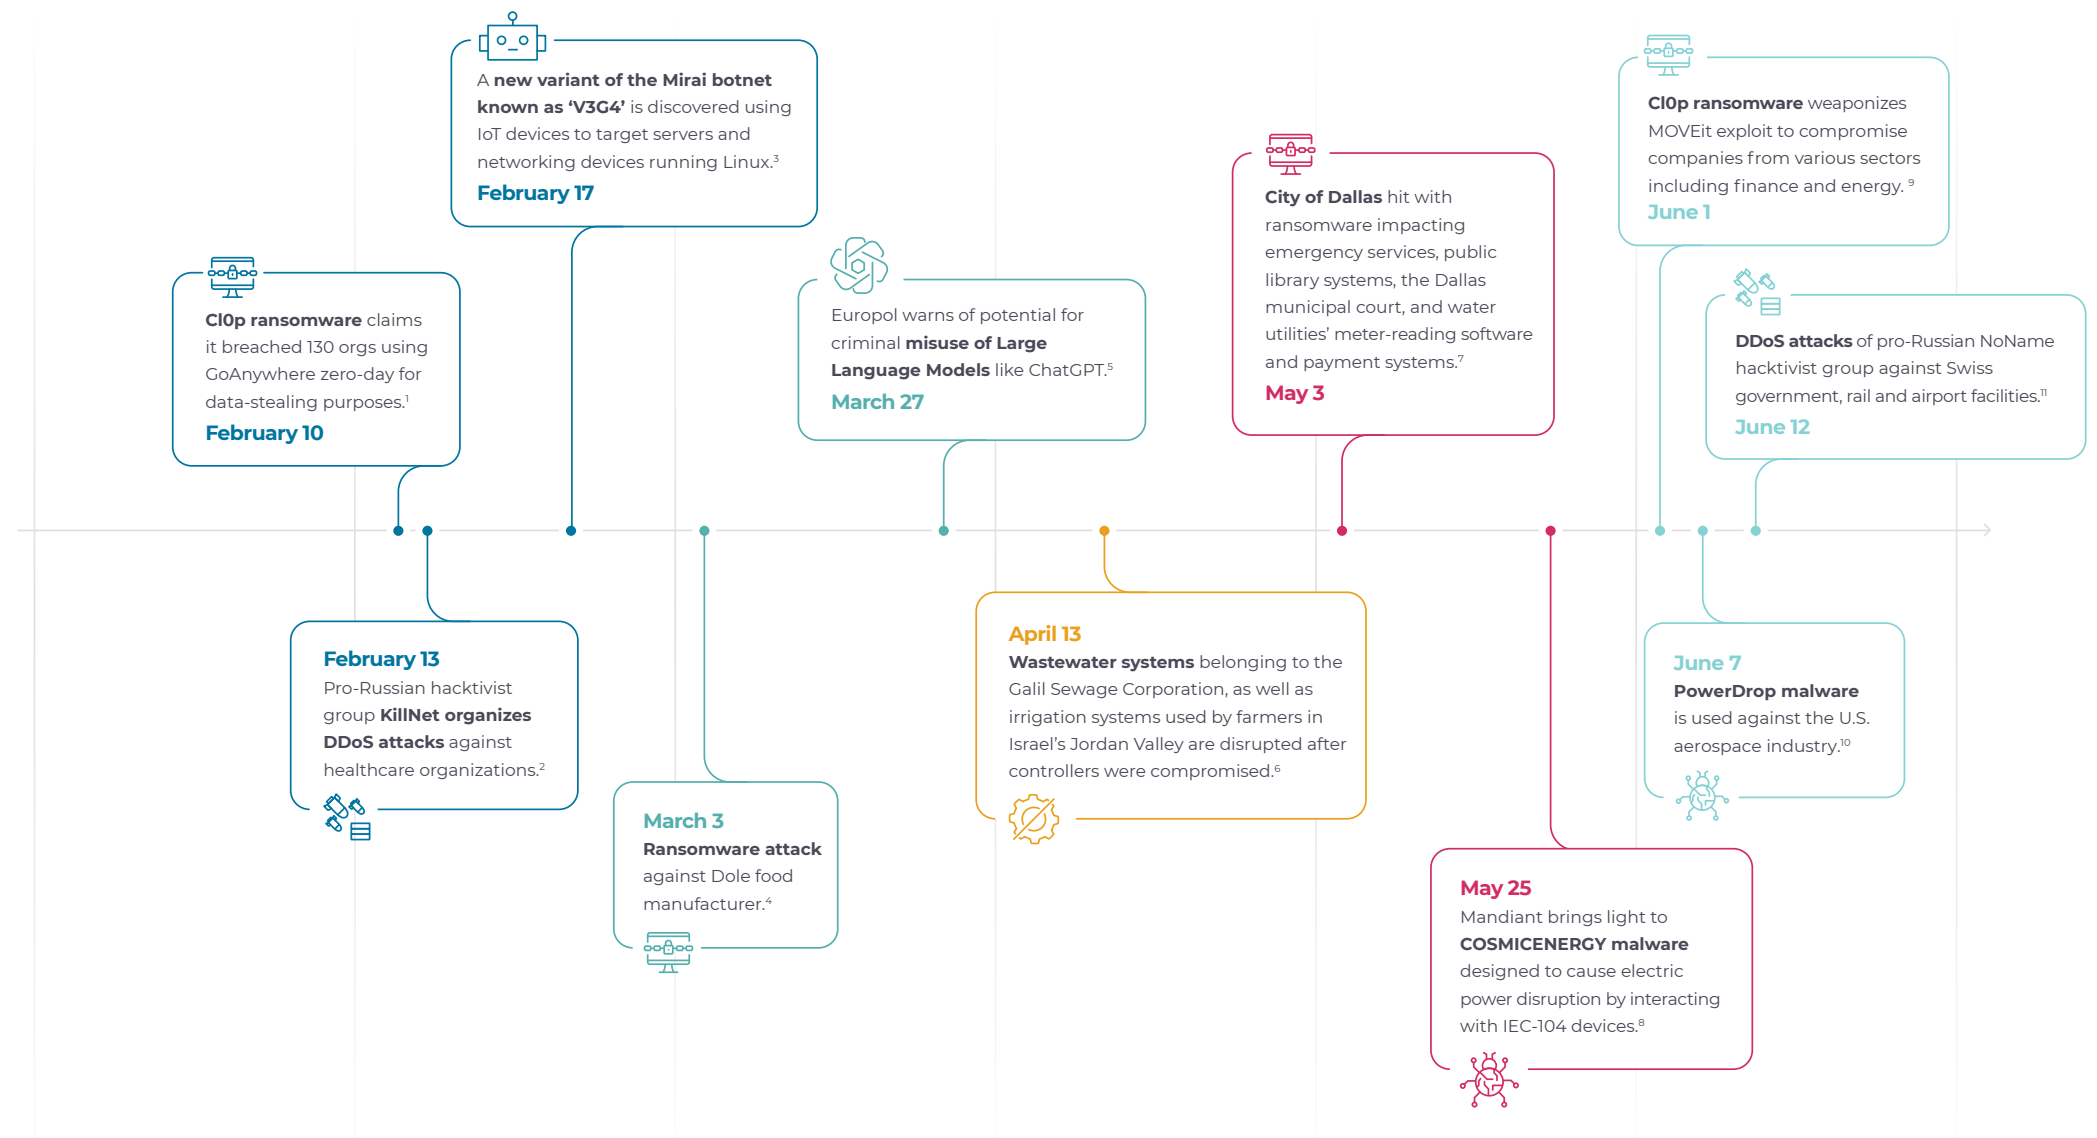 Cl0p ransomware claims
it breached 130 orgs using
GoAnywhere zero-day for
data-stealing purposes.¹
February 10
February 13
Pro-Russian hacktivist
group KillNet organizes
DDoS attacks against
healthcare organizations.²
A new variant of the Mirai botnet
known as ‘V3G4’ is discovered using
IoT devices to target servers and
networking devices running Linux.³
February 17
March 3
Ransomware attack
against Dole food
manufacturer.⁴
Europol warns of potential for
criminal misuse of Large
Language Models like ChatGPT.⁵
March 27
April 13
Wastewater systems belonging to the
Galil Sewage Corporation, as well as
irrigation systems used by farmers in
Israel’s Jordan Valley are disrupted after
controllers were compromised.⁶
City of Dallas hit with
ransomware impacting
emergency services, public
library systems, the Dallas
municipal court, and water
utilities’ meter-reading software
and payment systems.⁷
May 3
May 25
Mandiant brings light to
COSMICENERGY malware
designed to cause electric
power disruption by interacting
with IEC-104 devices.⁸
Cl0p ransomware weaponizes
MOVEit exploit to compromise
companies from various sectors
including finance and energy. ⁹
June 1
June 7
PowerDrop malware
is used against the U.S.
aerospace industry.¹⁰
DDoS attacks of pro-Russian NoName
hacktivist group against Swiss
government, rail and airport facilities.¹¹
June 12